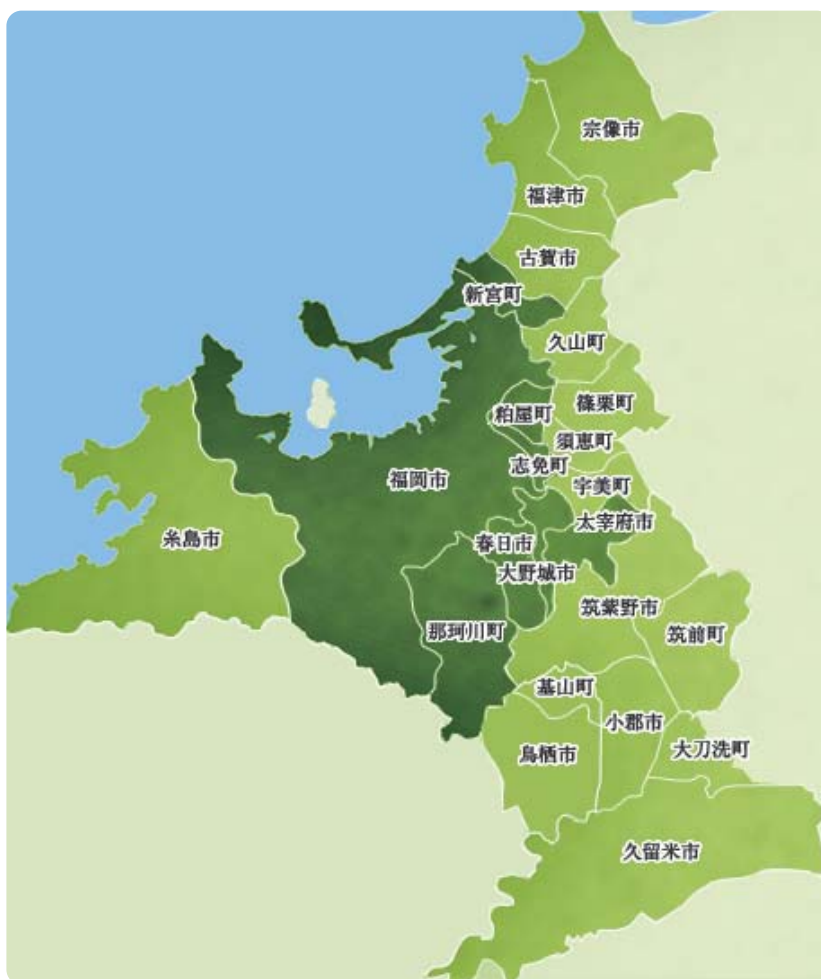 宗像市
福津市
古賀市
新宮町
久山町
篠栗町
粕屋町
須恵町
志免町
福岡市
宇美町
太宰府市
糸島市
春日市
大野城市
筑紫野市
那珂川町
筑前町
基山町
小郡市
鳥栖市
大刀洗町
久留米市